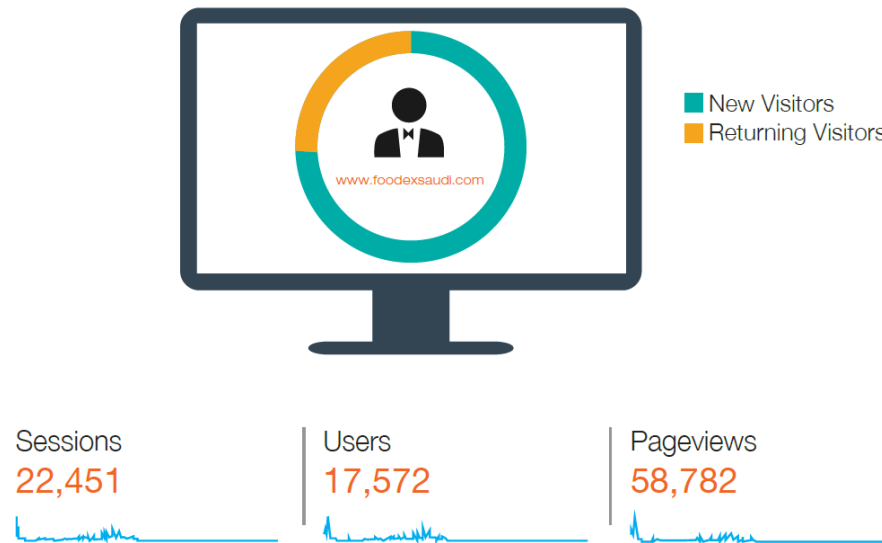 www.foodexsaudi.com
New Visitors
Returning Visitors
Sessions
22,451
Users
17,572
Pageviews
58,782